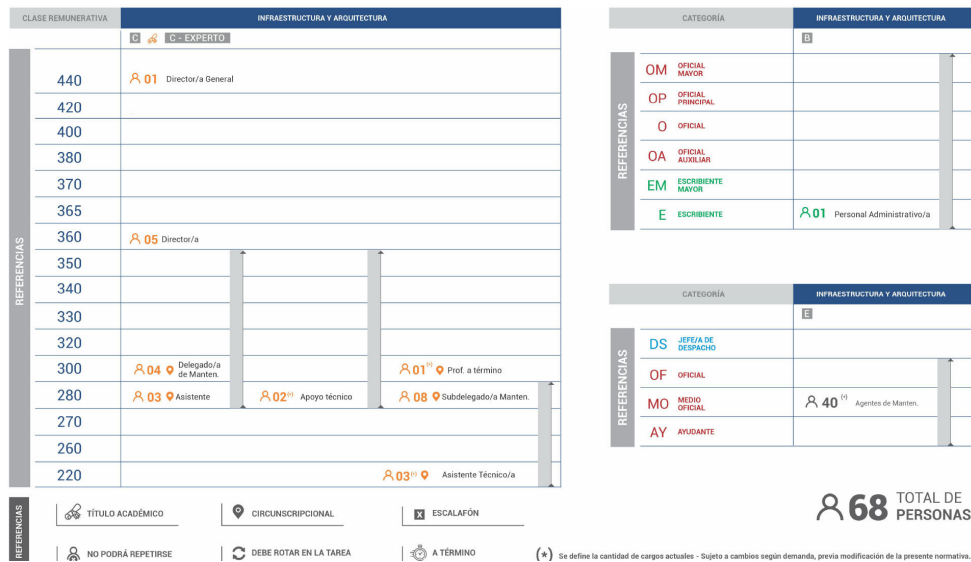 CLASE REMUNERATIVA
INFRAESTRUCTURA Y ARQUITECTURA
C C - EXPERTO
REFERENCIAS
440 01 Director/a General
420
400
380
370
365
360 05 Director/a
350
340
330
320
300 04 Delegado/a de Manten. 01(*) Prof. a término
280 03 Asistente 02(*) Apoyo técnico 08 Subdelegado/a Manten.
270
260
220 03(*) Asistente Técnico/a
CATEGORÍA
INFRAESTRUCTURA Y ARQUITECTURA
B
REFERENCIAS
OM OFICIAL MAYOR
OP OFICIAL PRINCIPAL
O OFICIAL
OA OFICIAL AUXILIAR
EM ESCRIBIENTE MAYOR
E ESCRIBIENTE 01 Personal Administrativo/a
CATEGORÍA
INFRAESTRUCTURA Y ARQUITECTURA
E
REFERENCIAS
DS JEFE/A DE DESPACHO
OF OFICIAL
MO MEDIO OFICIAL 40 (*) Agentes de Manten.
AY AYUDANTE
REFERENCIAS
TÍTULO ACADÉMICO
CIRCUNSCRIPCIONAL
X ESCALAFÓN
NO PODRÁ REPETIRSE
DEBE ROTAR EN LA TAREA
A TÉRMINO
68 TOTAL DE PERSONAS
(*) Se define la cantidad de cargos actuales - Sujeto a cambios según demanda, previa modificación de la presente normativa.